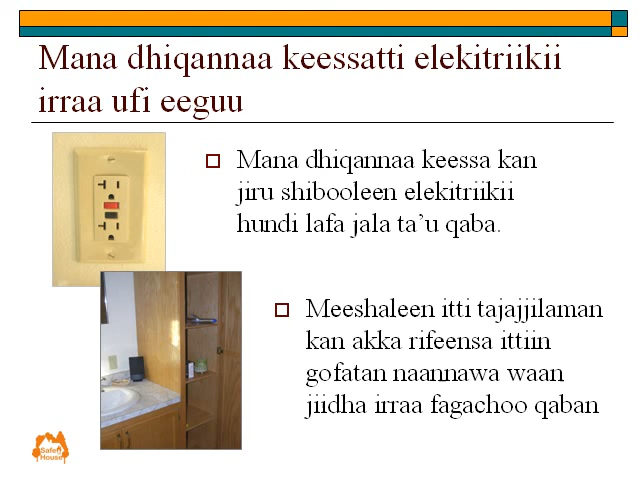 Mana dhiqannaa keessatti elekitriikii
irraa ufi eeguu
Mana dhiqannaa keessa kan
jiru shibooleen elekitriikii
hundi lafa jala ta’u qaba.
Meeshaleen itti tajajjilaman
kan akka rifeensa ittiin
gofatan naannawa waan
jiidha irraa fagachoo qaban
Safe
House